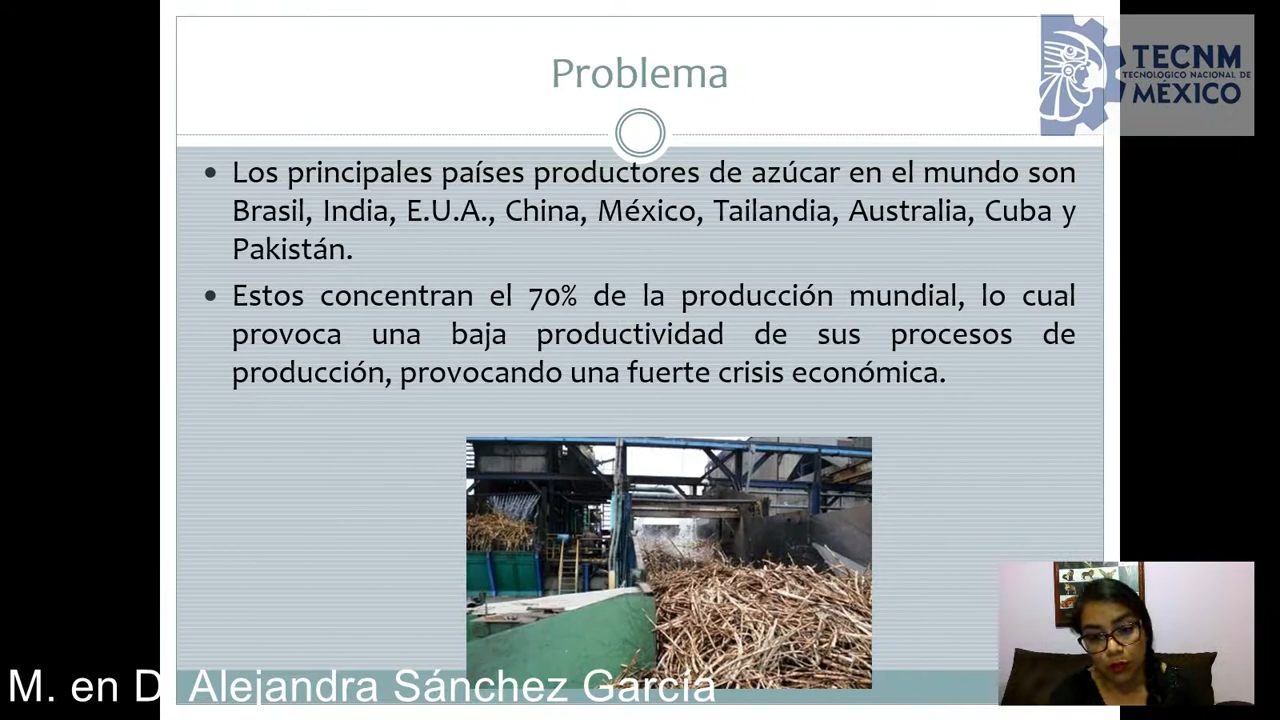 Problema
TECNM
TECNOLÓGICO NACIONAL DE
MÉXICO
Los principales países productores de azúcar en el mundo son
Brasil, India, E.U.A., China, México, Tailandia, Australia, Cuba y
Pakistán.
Estos concentran el 70% de la producción mundial, lo cual
provoca una baja productividad de sus procesos de
producción, provocando una fuerte crisis económica.
M. en D. Alejandra Sánchez García